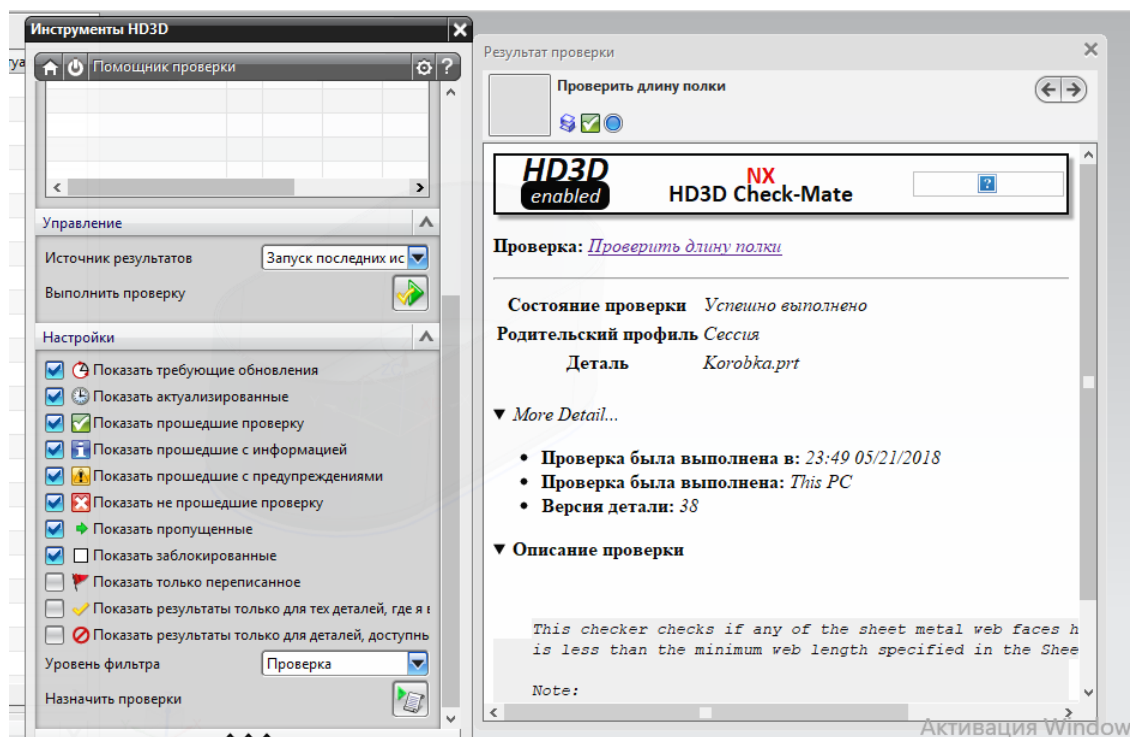 Инструменты HD3D
Помощник проверки
?
Управление
Источник результатов
Запуск последних ис
Выполнить проверку
Настройки
Показать требующие обновления
Показать актуализированные
Показать прошедшие проверку
Показать прошедшие с информацией
Показать прошедшие с предупреждениями
Показать не прошедшие проверку
Показать пропущенные
Показать заблокированные
Показать только переписанное
Показать результаты только для тех деталей, где я
Показать результаты только для деталей, доступнь
Уровень фильтра
Проверка
Назначить проверки
Результат проверки
Проверить длину полки
HD3D
enabled
NX
HD3D Check-Mate
?
Проверка: Проверить длину полки
Состояние проверки Успешно выполнено
Родительский профиль Сессия
Деталь Korobka.prt
More Detail...
Проверка была выполнена в: 23:49 05/21/2018
Проверка была выполнена: This PC
Версия детали: 38
Описание проверки
This checker checks if any of the sheet metal web faces h
is less than the minimum web length specified in the Shee
Note:
Активация Window